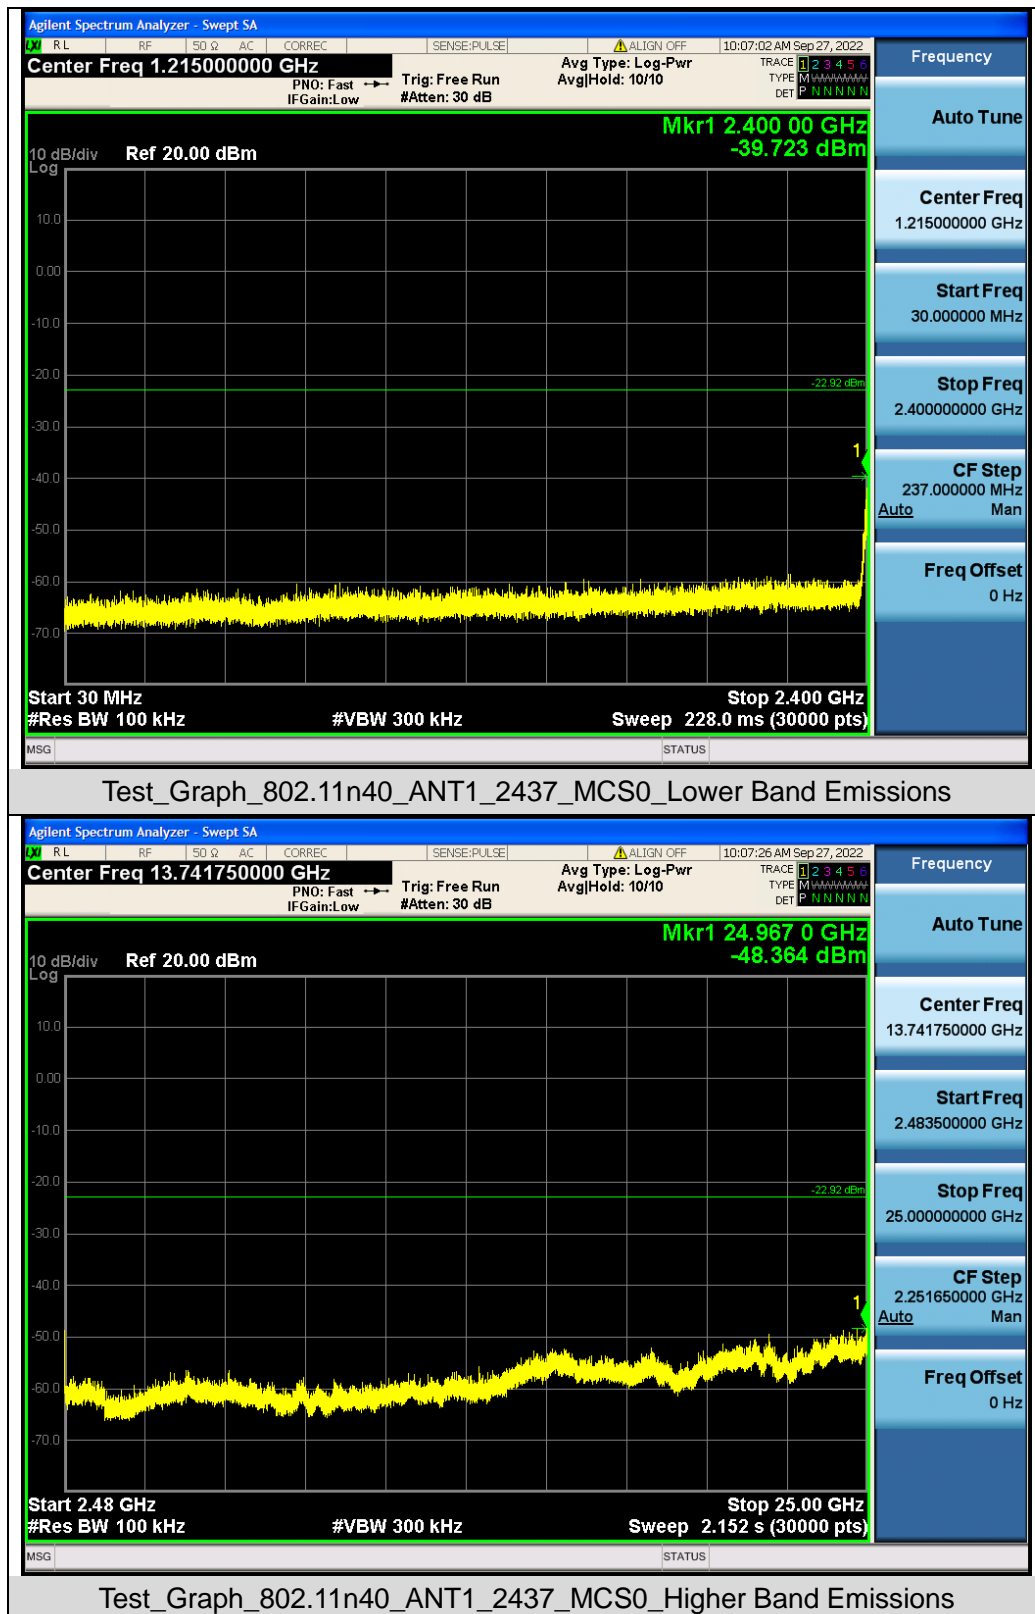 Agilent Spectrum Analyzer - Swept SA
LXI RL RF 50 Ω AC CORREC SENSE:PULSE ALIGN OFF 10:07:02 AM Sep 27, 2022
Center Freq 1.215000000 GHz
PNO: Fast
IFGain:Low
Trig: Free Run
#Atten: 30 dB
Avg Type: Log-Pwr
Avg|Hold: 10/10
TRACE 1 2 3 4 5 6
TYPE M WWWWW
DET P N N N N N
Mkr1 2.400 00 GHz
-39.723 dBm
10 dB/div Ref 20.00 dBm
Log
10.0
0.00
-10.0
-20.0
-22.92 dBm
-30.0
1
-40.0
-50.0
-60.0
-70.0
Start 30 MHz Stop 2.400 GHz
#Res BW 100 kHz #VBW 300 kHz Sweep 228.0 ms (30000 pts)
MSG STATUS
Frequency
Auto Tune
Center Freq
1.215000000 GHz
Start Freq
30.000000 MHz
Stop Freq
2.400000000 GHz
CF Step
237.000000 MHz
Auto Man
Freq Offset
0 Hz
Test_Graph_802.11n40_ANT1_2437_MCS0_Lower Band Emissions
Agilent Spectrum Analyzer - Swept SA
LXI RL RF 50 Ω AC CORREC SENSE:PULSE ALIGN OFF 10:07:26 AM Sep 27, 2022
Center Freq 13.741750000 GHz
PNO: Fast
IFGain:Low
Trig: Free Run
#Atten: 30 dB
Avg Type: Log-Pwr
Avg|Hold: 10/10
TRACE 1 2 3 4 5 6
TYPE M WWWWW
DET P N N N N N
Mkr1 24.967 0 GHz
-48.364 dBm
10 dB/div Ref 20.00 dBm
Log
10.0
0.00
-10.0
-20.0
-22.92 dBm
-30.0
-40.0
1
-50.0
-60.0
-70.0
Start 2.48 GHz Stop 25.00 GHz
#Res BW 100 kHz #VBW 300 kHz Sweep 2.152 s (30000 pts)
MSG STATUS
Frequency
Auto Tune
Center Freq
13.741750000 GHz
Start Freq
2.483500000 GHz
Stop Freq
25.000000000 GHz
CF Step
2.251650000 GHz
Auto Man
Freq Offset
0 Hz
Test_Graph_802.11n40_ANT1_2437_MCS0_Higher Band Emissions